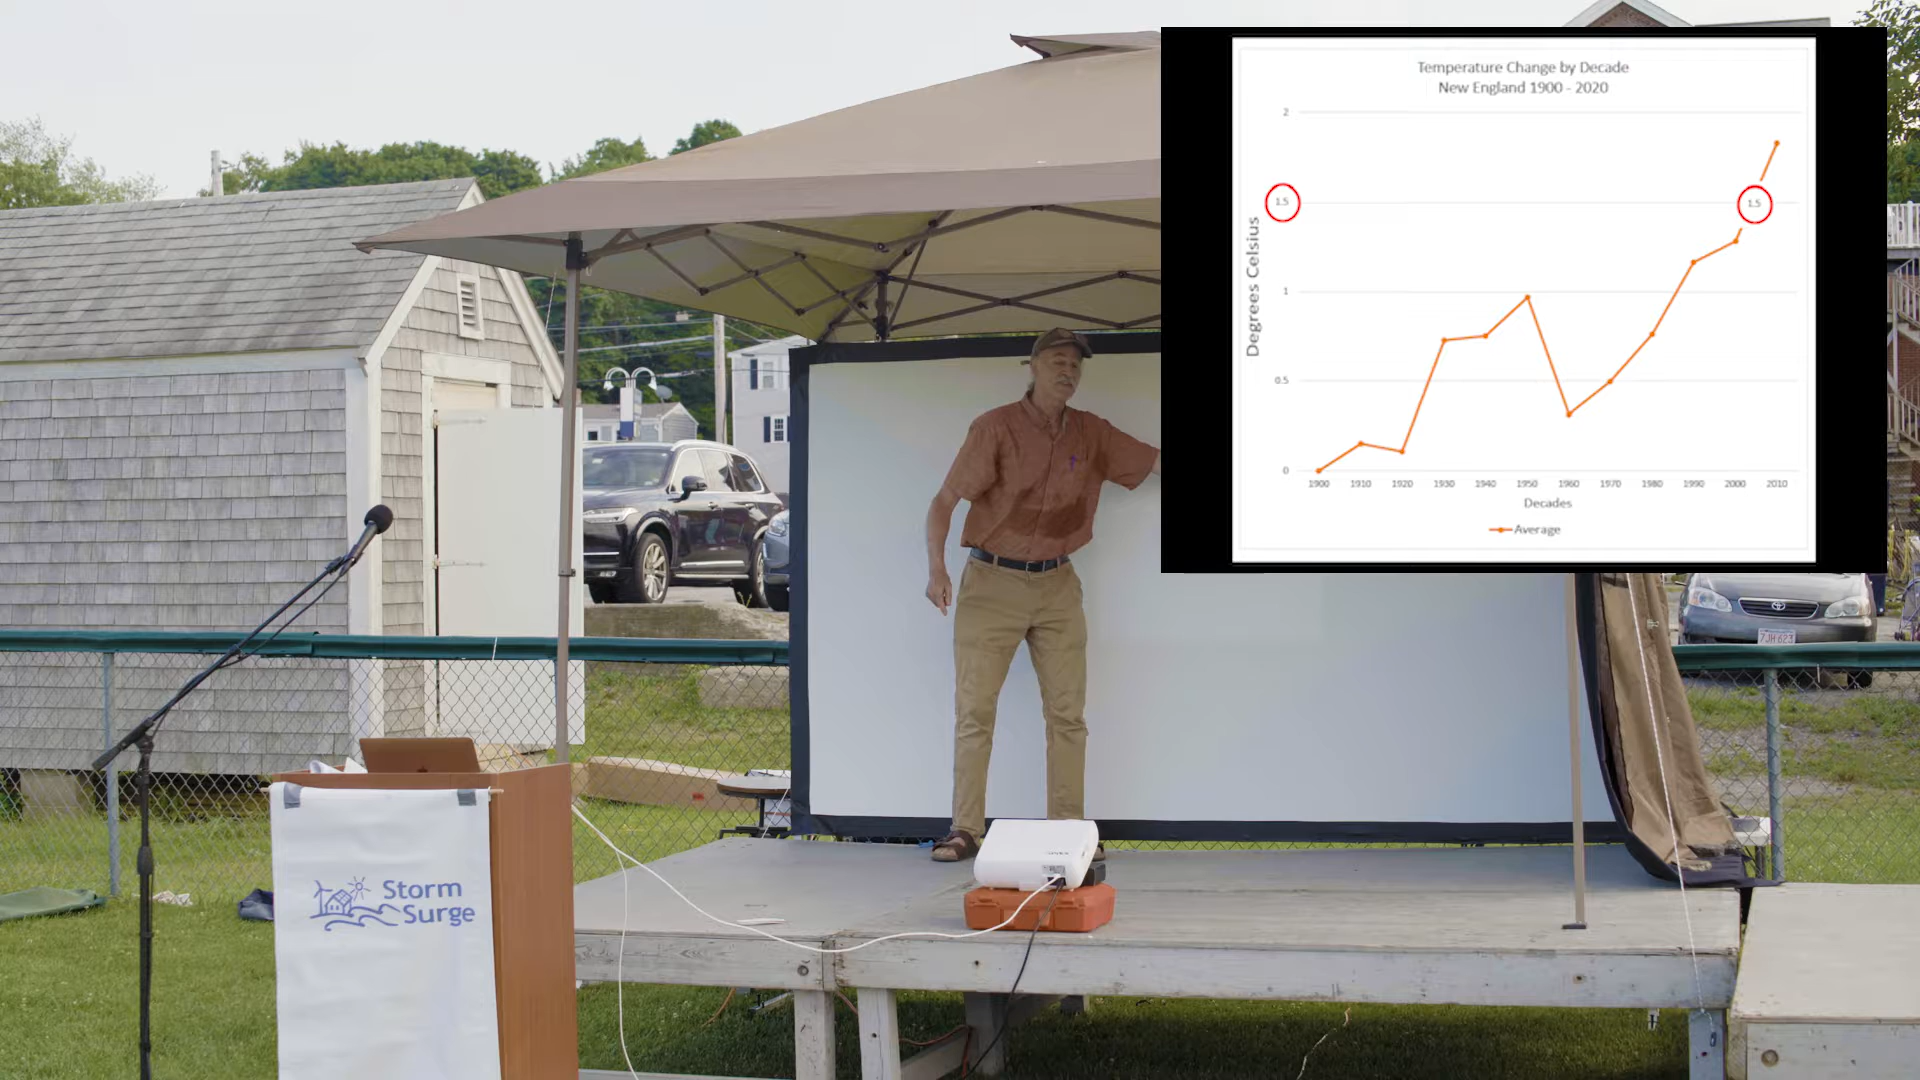 Temperature Change by Decade
New England 1900 - 2020
2
1.5
1.5
1
0.5
0
Degrees Celsius
1900 1910 1920 1930 1940 1950 1960 1970 1980 1990 2000 2010
Decades
Average
Storm
Surge